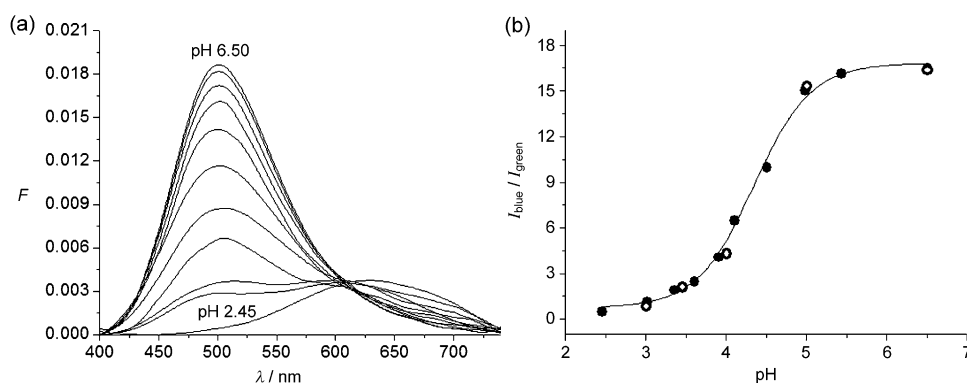 (a)
0.021
0.018
0.015
0.012
F
0.009
0.006
0.003
0.000
pH 6.50
pH 2.45
400 450 500 550 600 650 700
λ / nm
(b)
18
15
12
9
6
3
0
I blue / I green
2 3 4 5 6 7
pH